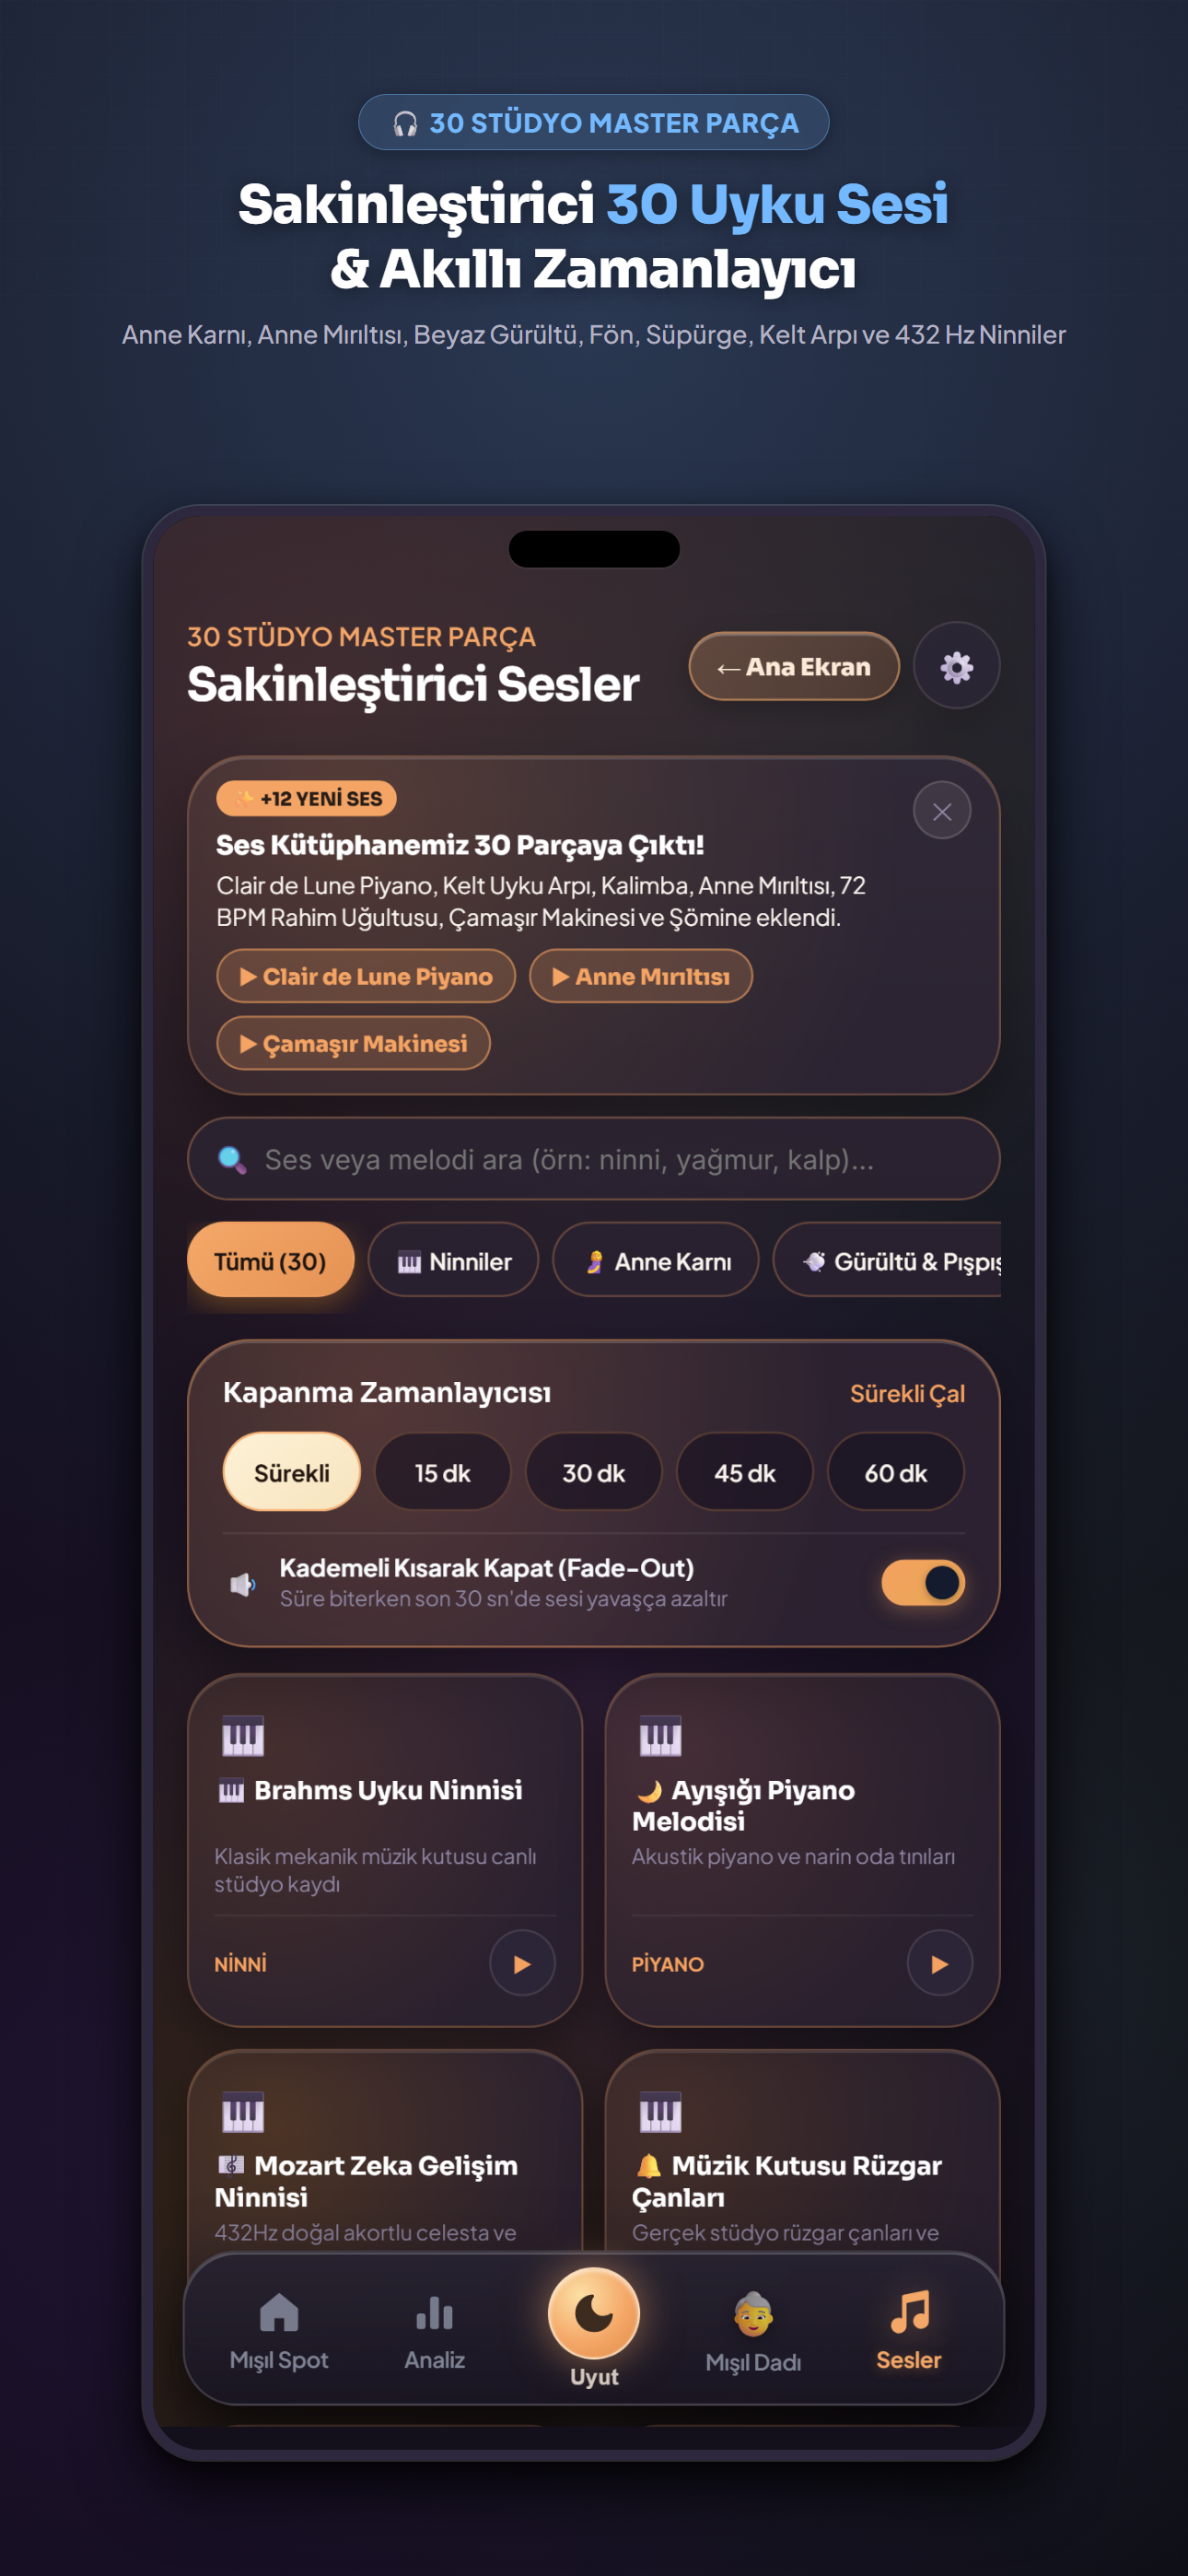 30 STÜDYO MASTER PARÇA
Sakinleştirici 30 Uyku Sesi
& Akıllı Zamanlayıcı
Anne Karnı, Anne Mırıltısı, Beyaz Gürültü, Fön, Süpürge, Kelt Arpı ve 432 Hz Ninniler
30 STÜDYO MASTER PARÇA
Sakinleştirici Sesler
← Ana Ekran
+12 YENİ SES
Ses Kütüphanemiz 30 Parçaya Çıktı!
Clair de Lune Piyano, Kelt Uyku Arpı, Kalimba, Anne Mırıltısı, 72
BPM Rahim Uğultusu, Çamaşır Makinesi ve Şömine eklendi.
▶ Clair de Lune Piyano
▶ Anne Mırıltısı
▶ Çamaşır Makinesi
Ses veya melodi ara (örn: ninni, yağmur, kalp)...
Tümü (30)
Ninniler
Anne Karnı
Gürültü & Pışpış
Kapanma Zamanlayıcısı
Sürekli Çal
Sürekli
15 dk
30 dk
45 dk
60 dk
Kademeli Kısarak Kapat (Fade-Out)
Süre biterken son 30 sn'de sesi yavaşça azaltır
Brahms Uyku Ninnisi
Klasik mekanik müzik kutusu canlı
stüdyo kaydı
NİNNİ
Ayışığı Piyano
Melodisi
Akustik piyano ve narin oda tınıları
PİYANO
Mozart Zeka Gelişim
Ninnisi
432Hz doğal akortlu celesta ve
Müzik Kutusu Rüzgar
Çanları
Gerçek stüdyo rüzgar çanları ve
Mışıl Spot
Analiz
Uyut
Mışıl Dadı
Sesler